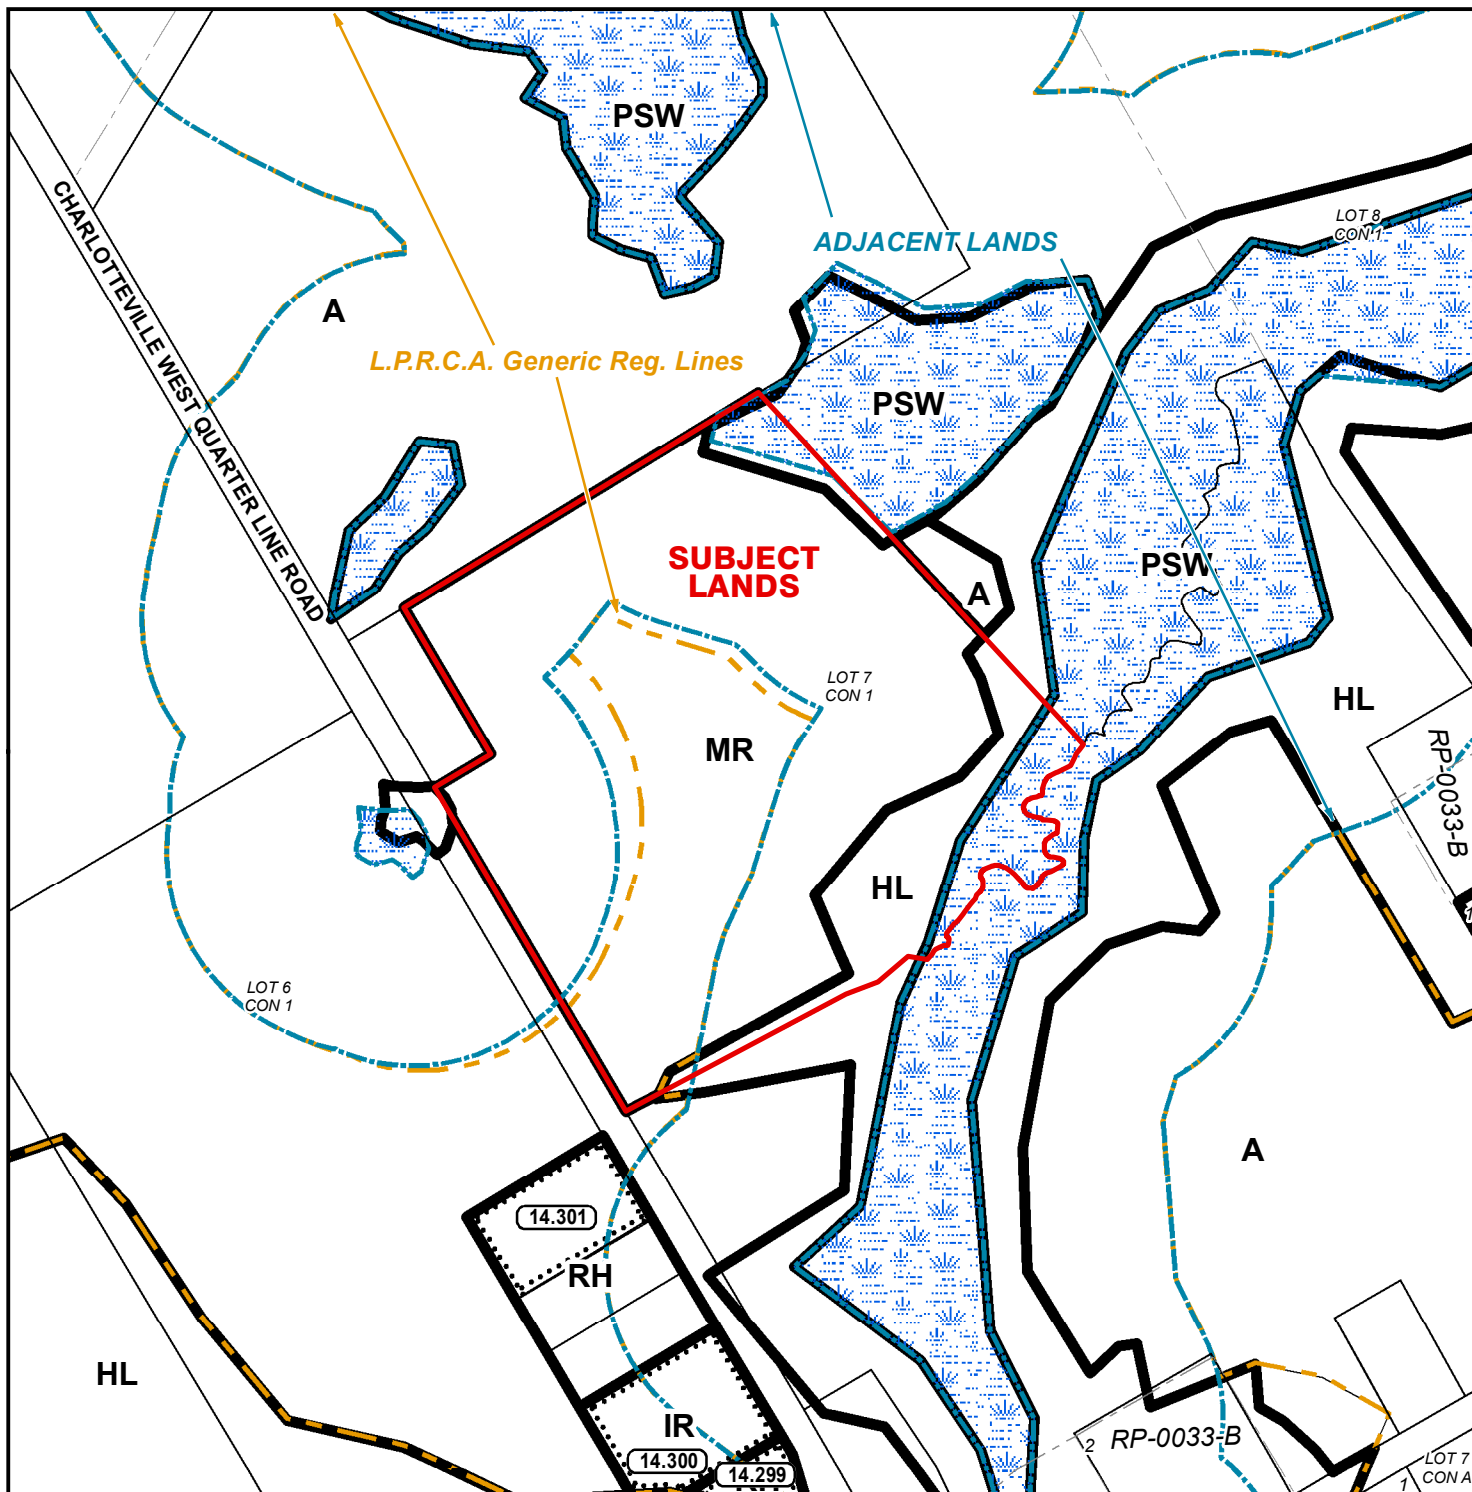 PSW
CHARLOTTEVILLE WEST QUARTER LINE ROAD
LOT 8
CON 1
ADJACENT LANDS
A
L.P.R.C.A. Generic Reg. Lines
PSW
SUBJECT
LANDS
PSW
A
LOT 7
CON 1
HL
MR
RP-0033-B
HL
LOT 6
CON 1
A
14.301
RH
HL
IR
14.300
14.299
2 RP-0033-B
LOT 7
CON A
1